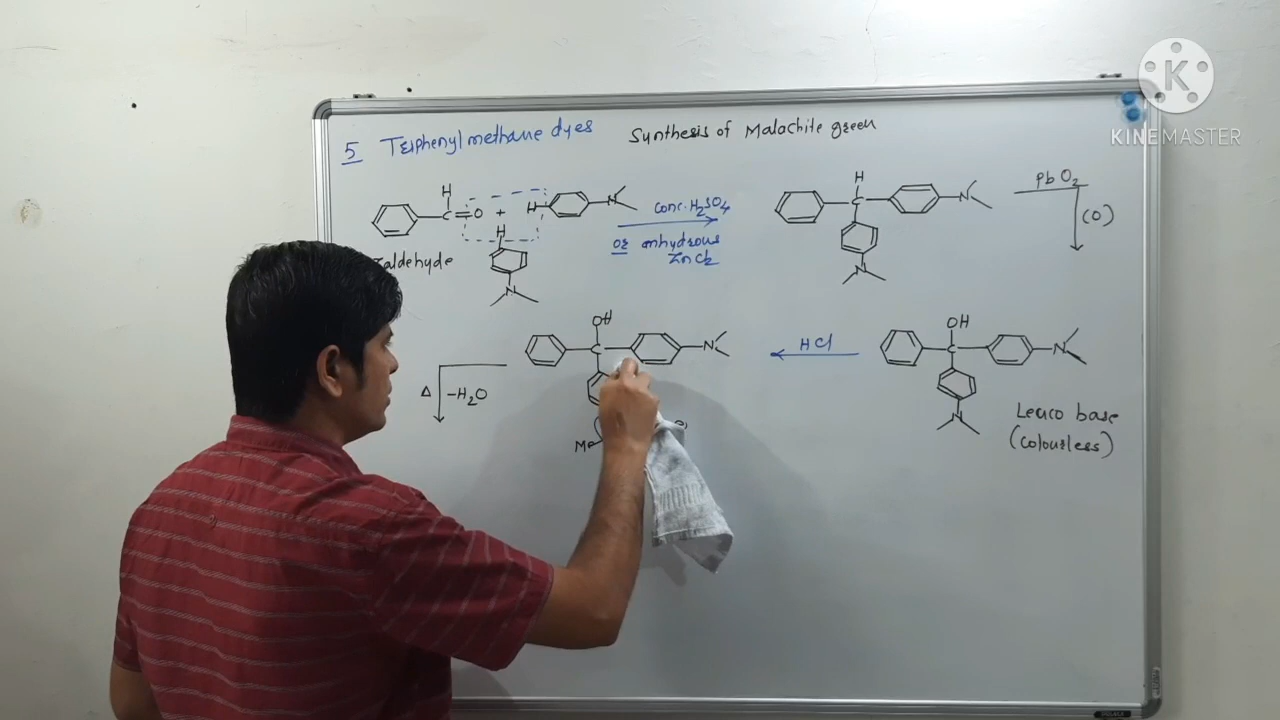 5 Triphenyl methane dyes Synthesis of Malachite green
H
C=O + H N
H
N
aldehyde
conc. H2SO4
or anhydrous
ZnCl2
H
C N
N
PbO2
(O)
OH
C N
N
Leuco base
(colourless)
HCl
OH
C N
Me
Δ -H2O
K
KINEMASTER